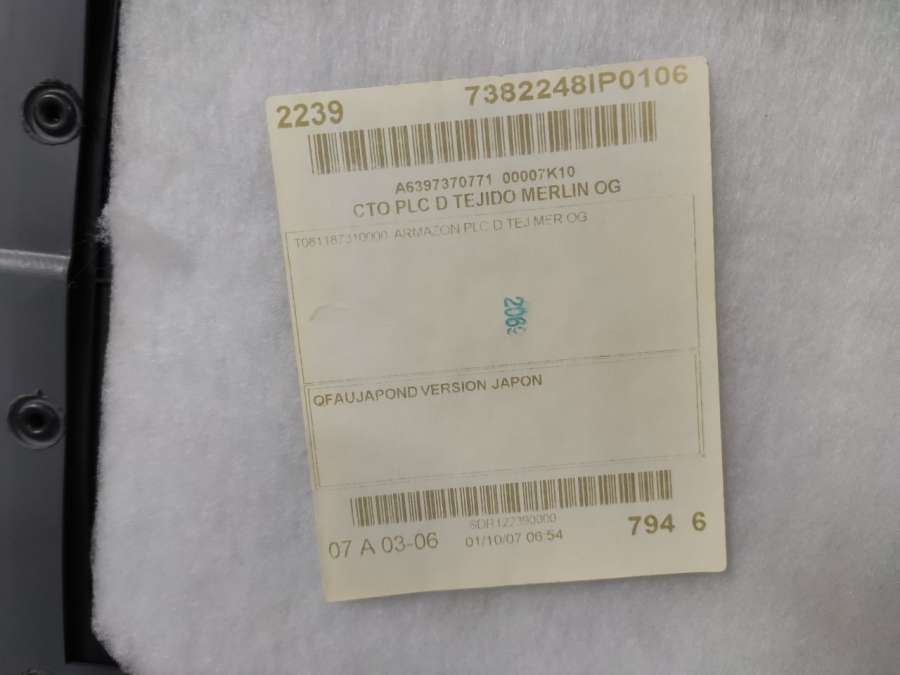 2239 7382248IP0106
A6397370771 00007K10
CTO PLC D TEJIDO MERLIN OG
T061187310000 ARMAZON PLC D TEJ MER OG
206
QFAUJAPOND VERSION JAPON
SDR122390000
07 A 03-06 01/10/07 06:54 794 6